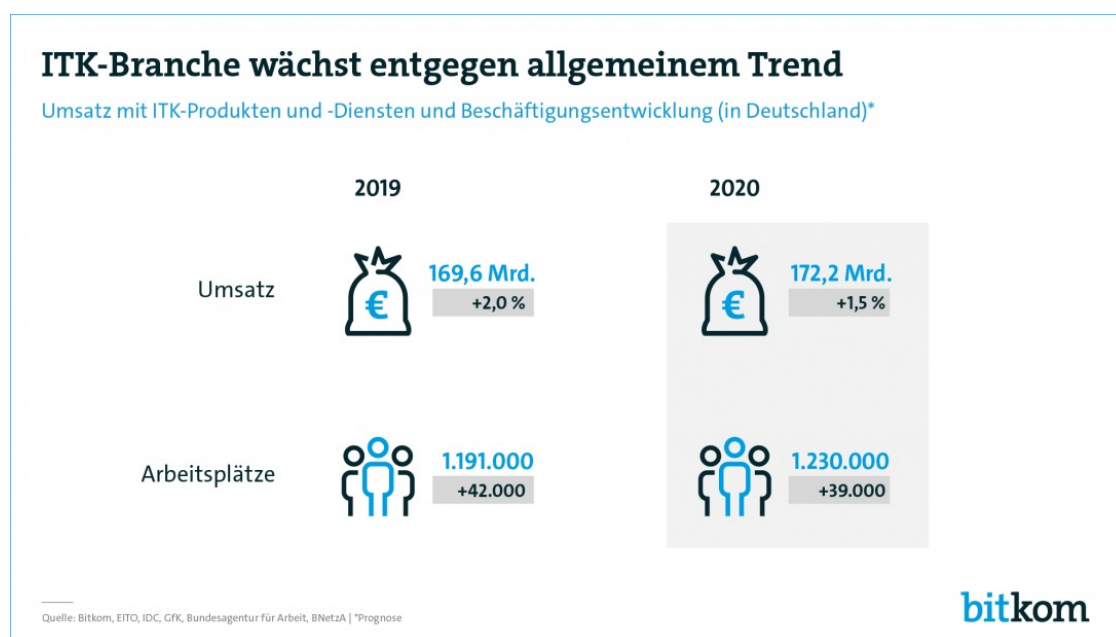 ITK-Branche wächst entgegen allgemeinem Trend
Umsatz mit ITK-Produkten und -Diensten und Beschäftigungsentwicklung (in Deutschland)*
2019 2020
Umsatz € 169,6 Mrd. € 172,2 Mrd.
+2,0 % +1,5 %
Arbeitsplätze 1.191.000 1.230.000
+42.000 +39.000
Quelle: Bitkom, EITO, IDC, GfK, Bundesagentur für Arbeit, BNetzA | *Prognose
bitkom